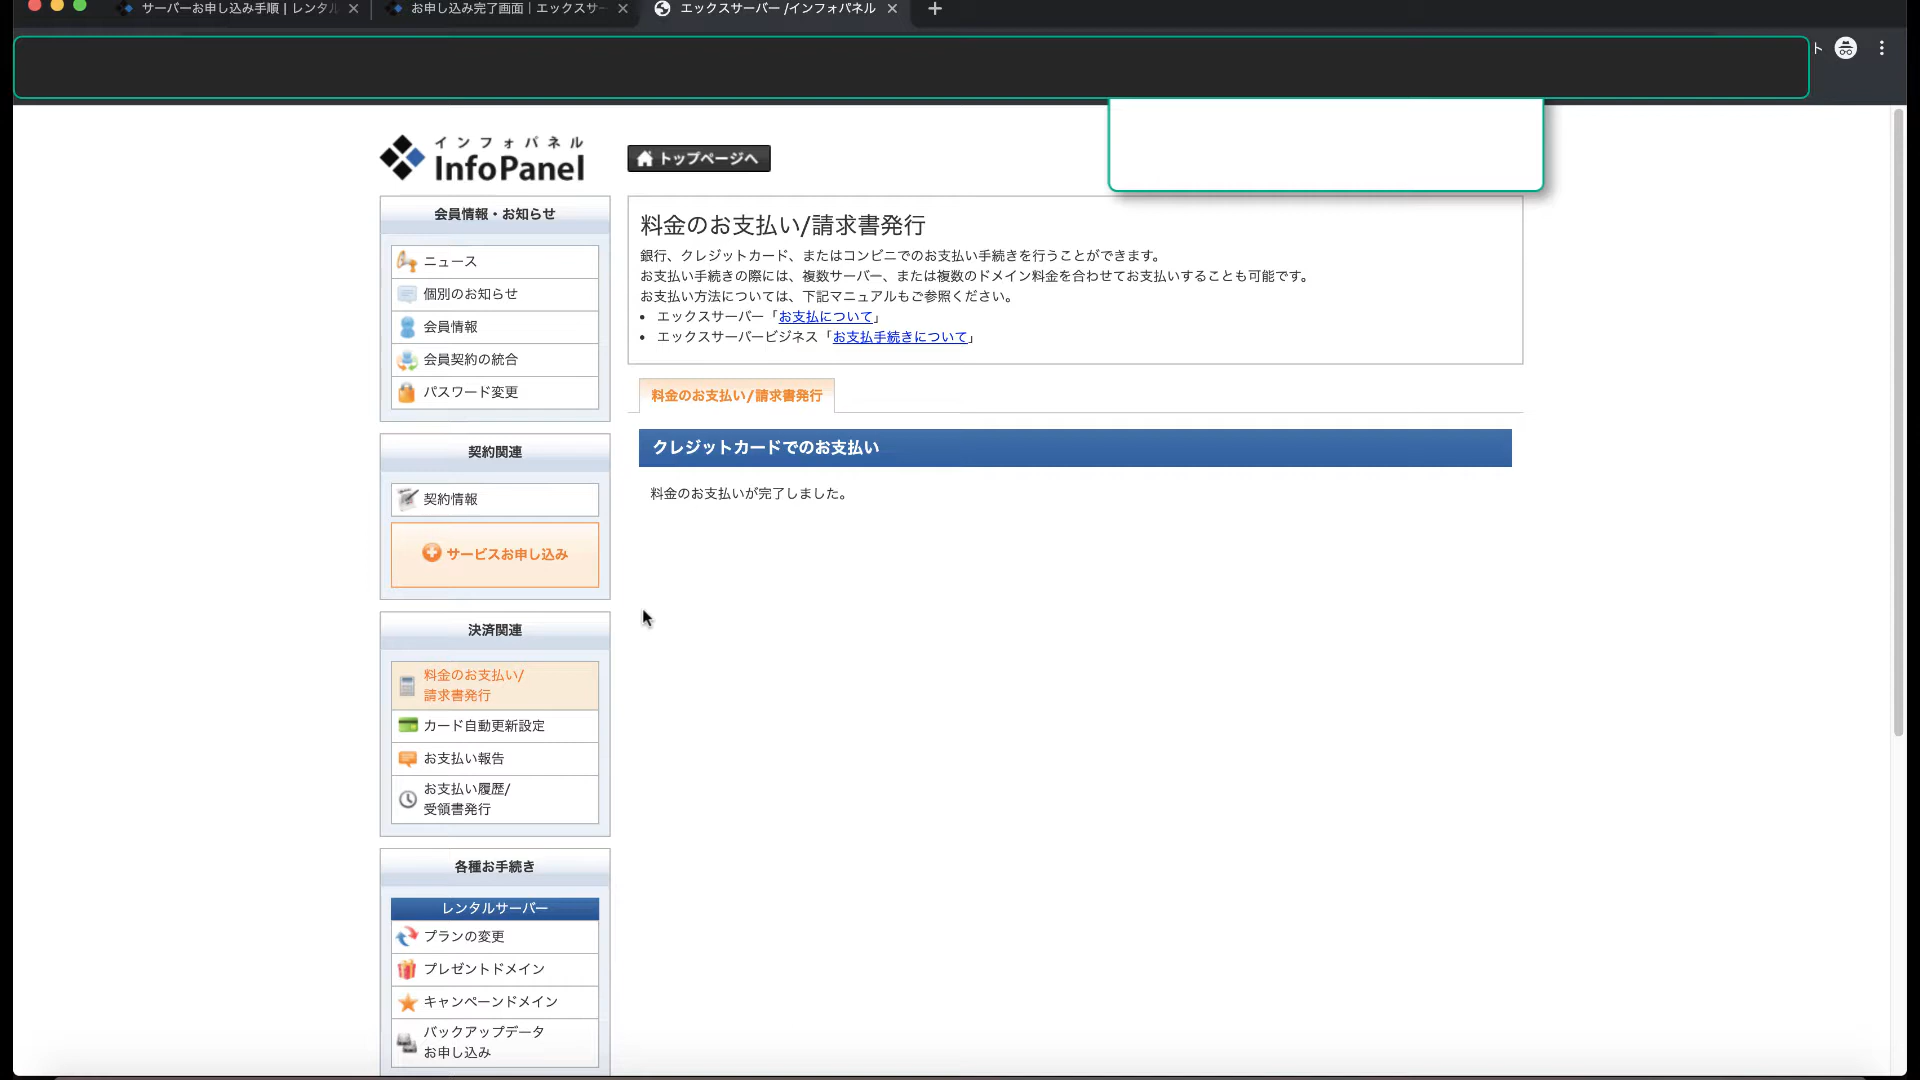 サーバーお申し込み手順 | レンタル
お申し込み完了画面 | エックスサー
エックスサーバー /インフォパネル
ト
インフォパネル
InfoPanel
トップページへ
会員情報・お知らせ
ニュース
個別のお知らせ
会員情報
会員契約の統合
パスワード変更
契約関連
契約情報
サービスお申し込み
決済関連
料金のお支払い/
請求書発行
カード自動更新設定
お支払い報告
お支払い履歴/
受領書発行
各種お手続き
レンタルサーバー
プランの変更
プレゼントドメイン
キャンペーンドメイン
バックアップデータ
お申し込み
料金のお支払い/請求書発行
銀行、クレジットカード、またはコンビニでのお支払い手続きを行うことができます。
お支払い手続きの際には、複数サーバー、または複数のドメイン料金を合わせてお支払いすることも可能です。
お支払い方法については、下記マニュアルもご参照ください。
• エックスサーバー「お支払について」
• エックスサーバービジネス「お支払手続きについて」
料金のお支払い/請求書発行
クレジットカードでのお支払い
料金のお支払いが完了しました。